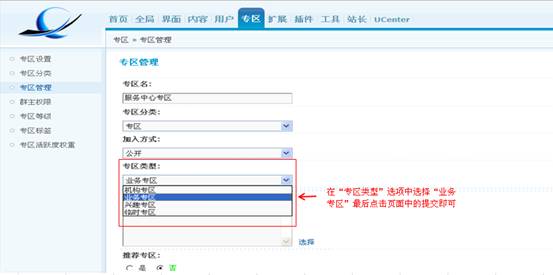 首页 全局 界面 内容 用户 专区 扩展 插件 工具 站长 UCenter
专区 » 专区管理
专区设置
专区分类
专区管理
群主权限
专区等级
专区标签
专区活跃度权重
专区管理
专区名:
服务中心专区
专区分类:
专区
加入方式:
公开
专区类型:
业务专区
机构专区
业务专区
兴趣专区
临时专区
在“专区类型”选项中选择“业务
专区”最后点击页面中的提交即可
选择
推荐专区:
是 否